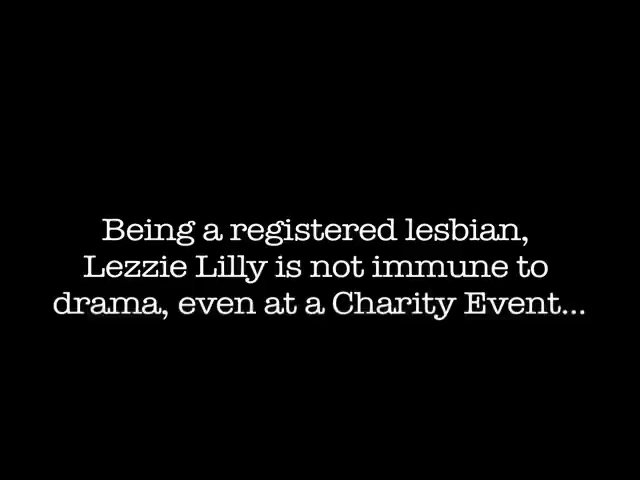 Being a registered lesbian,
Lezzie Lilly is not immune to
drama, even at a Charity Event...